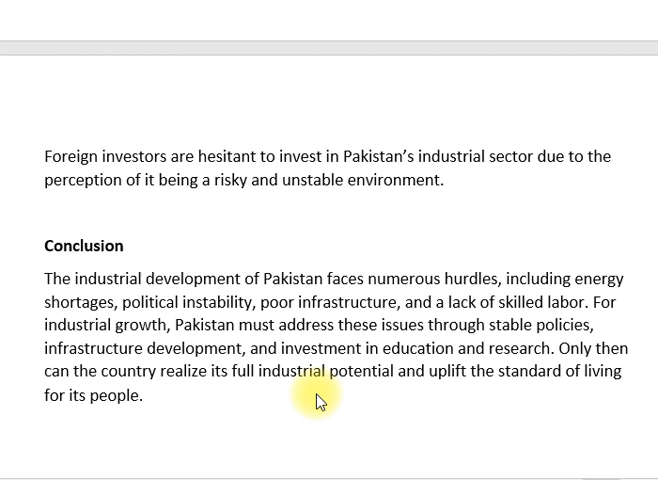 Foreign investors are hesitant to invest in Pakistan’s industrial sector due to the
perception of it being a risky and unstable environment.
Conclusion
The industrial development of Pakistan faces numerous hurdles, including energy
shortages, political instability, poor infrastructure, and a lack of skilled labor. For
industrial growth, Pakistan must address these issues through stable policies,
infrastructure development, and investment in education and research. Only then
can the country realize its full industrial potential and uplift the standard of living
for its people.